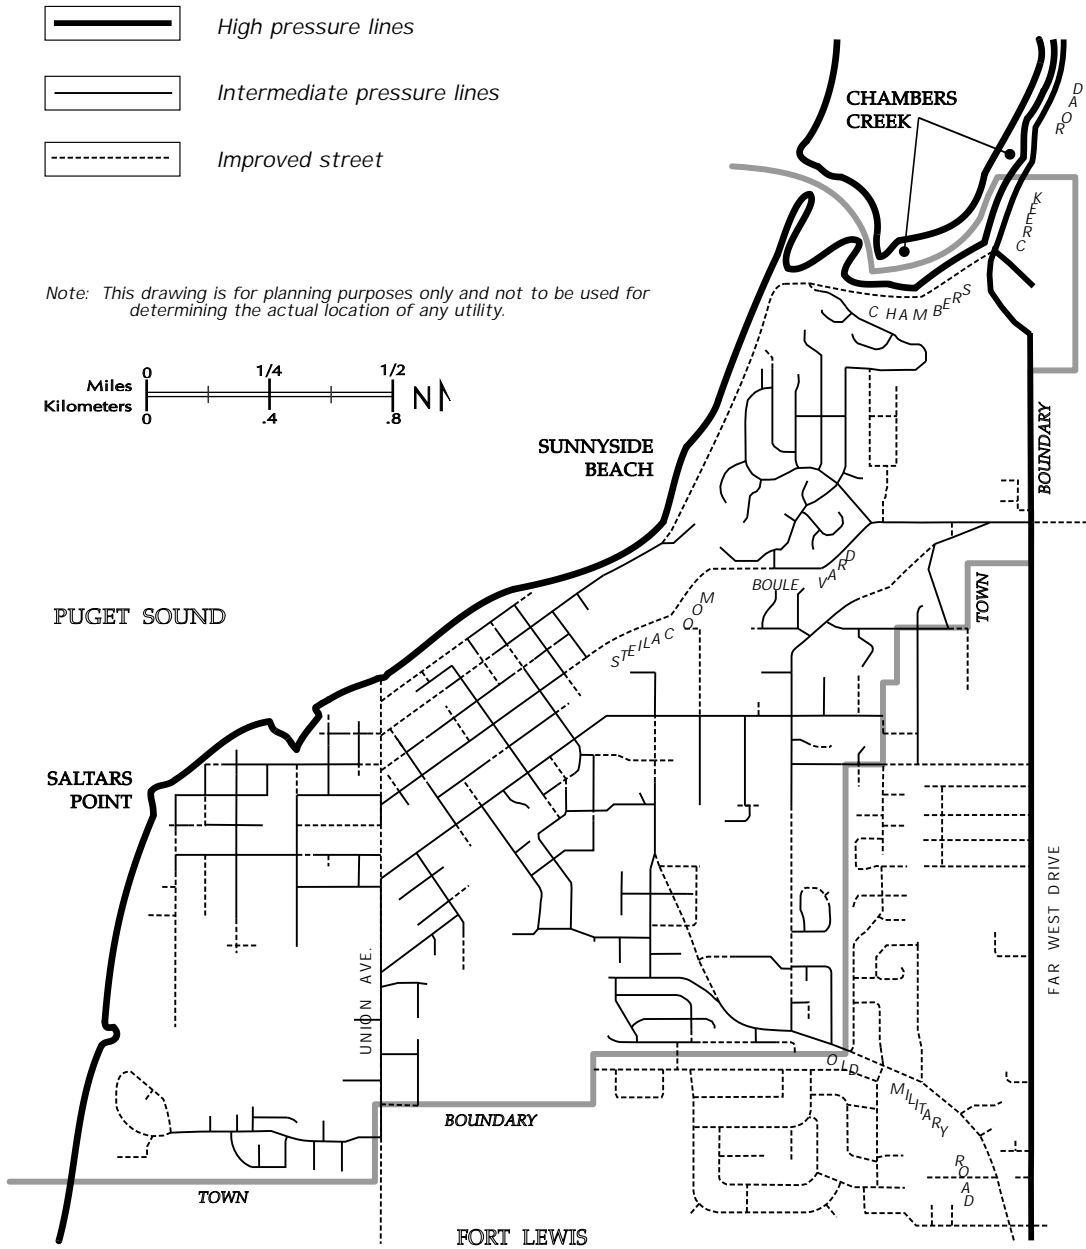 High pressure lines
Intermediate pressure lines
Improved street
CHAMBERS
CREEK
CHAMBERS CREEK ROAD
Note: This drawing is for planning purposes only and not to be used for
determining the actual location of any utility.
0 1/4 1/2
Miles
Kilometers
0 .4 .8
N
SUNNYSIDE
BEACH
BOUNDARY
TOWN
PUGET SOUND
STEILACOOM BOULEVARD
SALTARS
POINT
UNION AVE.
FAR WEST DRIVE
OLD MILITARY ROAD
BOUNDARY
TOWN
FORT LEWIS